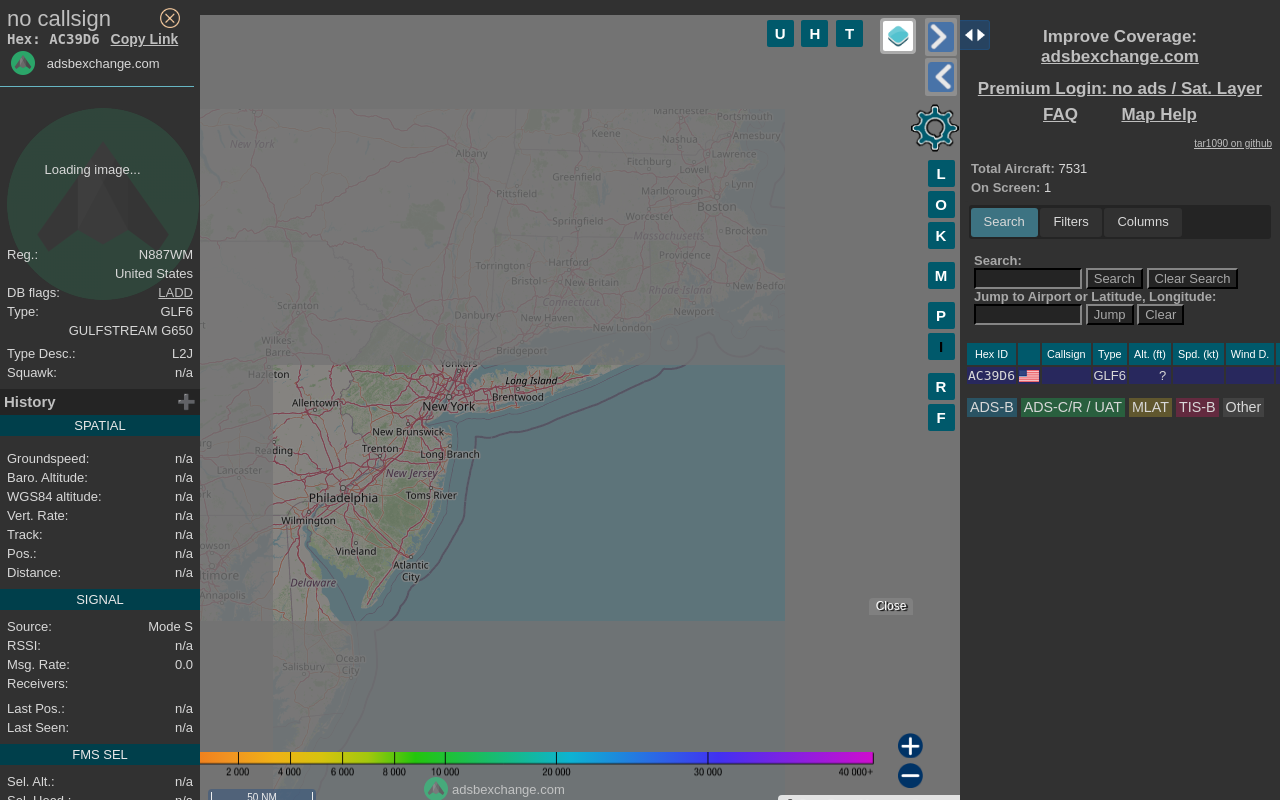 no callsign
Hex: AC39D6 Copy Link
adsbexchange.com
Loading image...
Reg.: N887WM
United States
DB flags: LADD
Type: GLF6
GULFSTREAM G650
Type Desc.: L2J
Squawk: n/a
History
SPATIAL
Groundspeed: n/a
Baro. Altitude: n/a
WGS84 altitude: n/a
Vert. Rate: n/a
Track: n/a
Pos.: n/a
Distance: n/a
SIGNAL
Source: Mode S
RSSI: n/a
Msg. Rate: 0.0
Receivers:
Last Pos.: n/a
Last Seen: n/a
FMS SEL
Sel. Alt.: n/a
Sel. Head.: n/a
U H T
L
O
K
M
P
I
R
F
Manchester
Portsmouth
New York
Keene
Nashua
Amesbury
Albany
Fitchburg
Lawrence
Greenfield
Lowell
Pittsfield
Marlborough
Lynn
Worcester
Boston
Springfield
Massachusetts
Brockton
Providence
Torrington
Hartford
Bristol
New Britain
Rhode Island
New Bedfo
Scranton
Connecticut
Danbury
New Haven
Newport
New London
Wilkes-
Barre
Bridgeport
Yonkers
Hazleton
Long Island
Allentown
New York
Brentwood
New Brunswick
Reading
Trenton
Long Branch
Lancaster
New Jersey
Philadelphia
Toms River
Wilmington
Vineland
Atlantic
City
Delaware
Annapolis
Ocean
City
Salisbury
Close
2 000 4 000 6 000 8 000 10 000 20 000 30 000 40 000+
adsbexchange.com
50 NM
Improve Coverage:
adsbexchange.com
Premium Login: no ads / Sat. Layer
FAQ Map Help
tar1090 on github
Total Aircraft: 7531
On Screen: 1
Search Filters Columns
Search:
Search Clear Search
Jump to Airport or Latitude, Longitude:
Jump Clear
Hex ID Callsign Type Alt. (ft) Spd. (kt) Wind D.
AC39D6 GLF6 ?
ADS-B ADS-C/R / UAT MLAT TIS-B Other